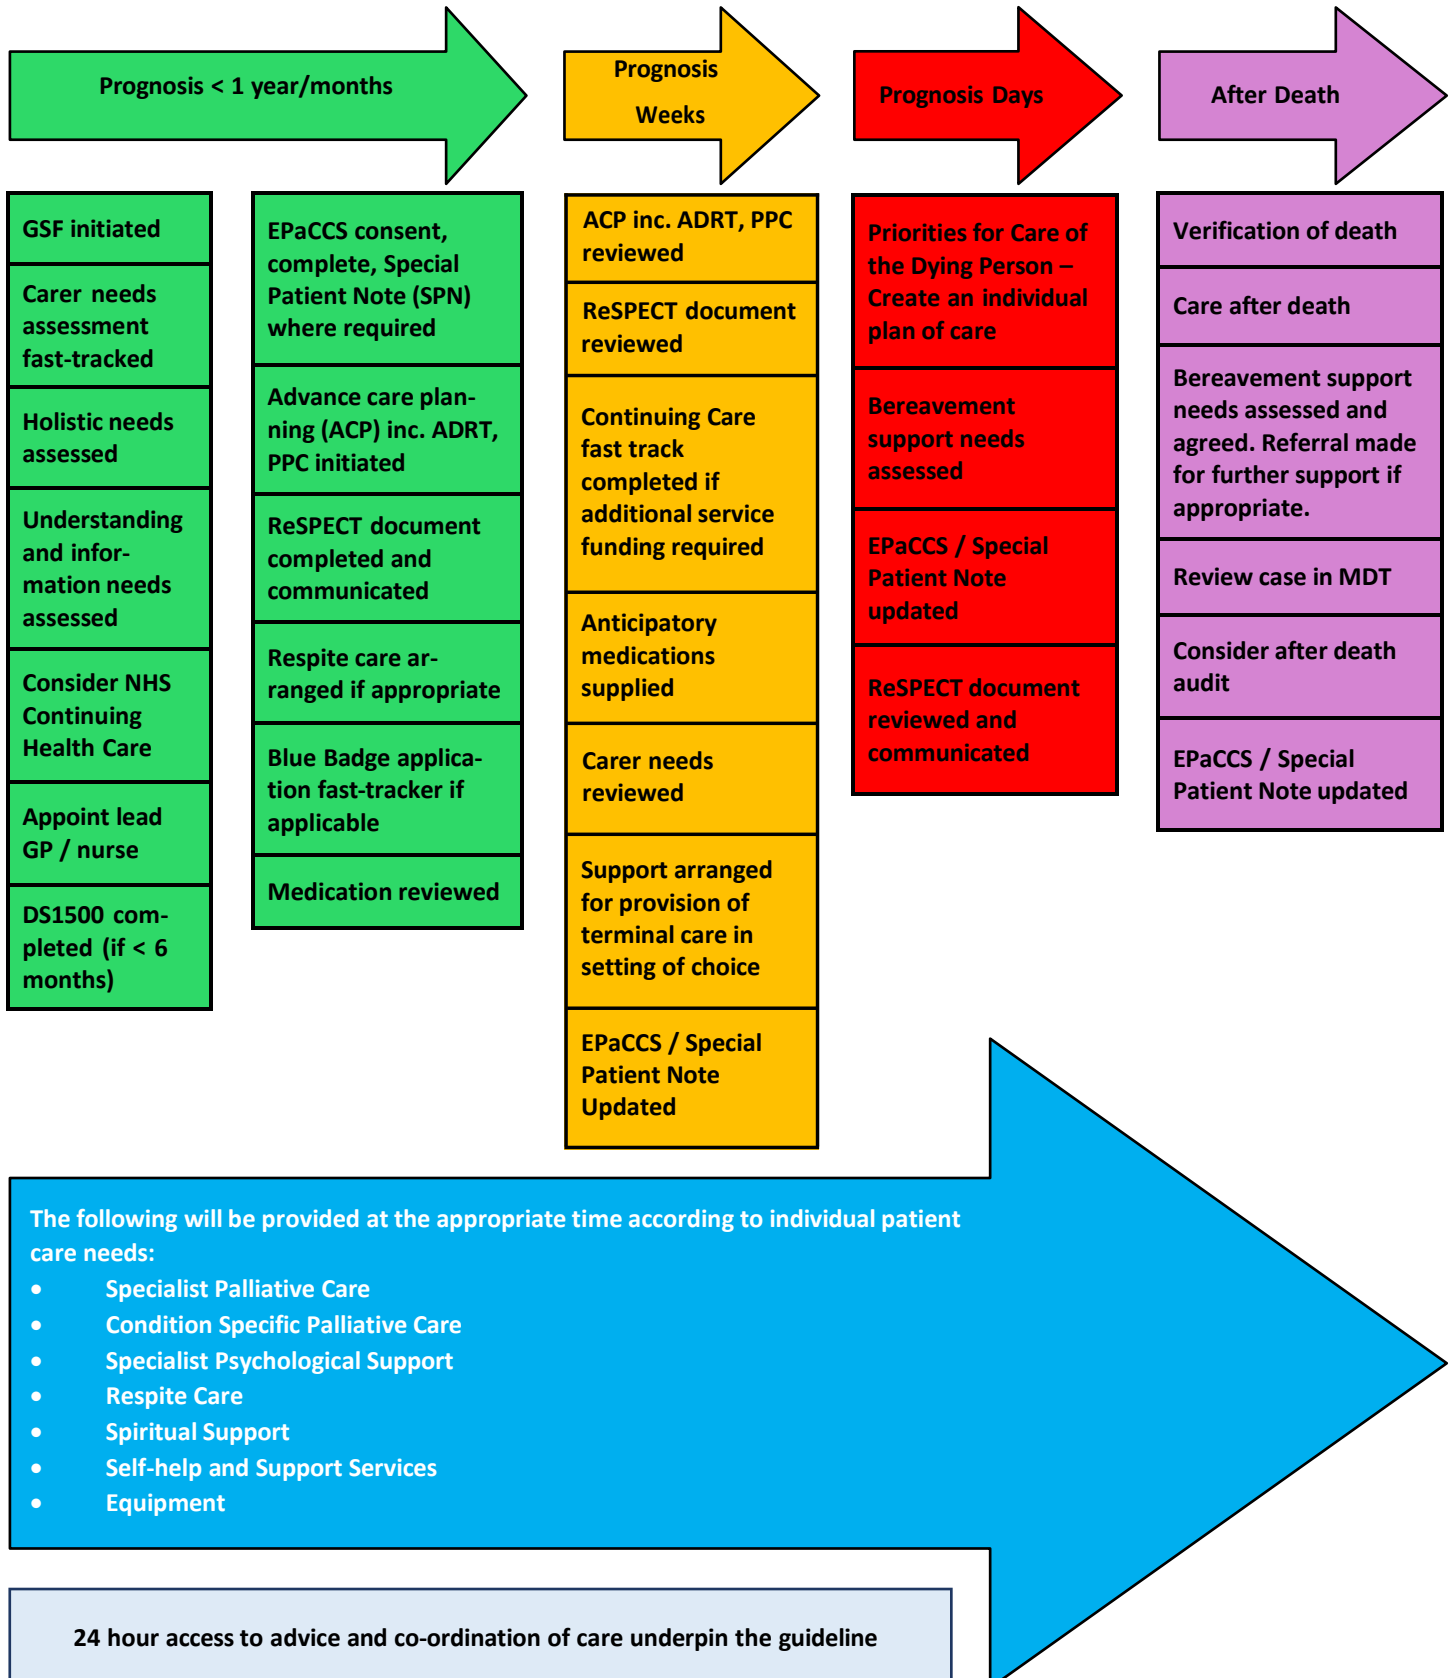 Prognosis < 1 year/months
Prognosis
Weeks
Prognosis Days
After Death
GSF initiated
Carer needs
assessment
fast-tracked
Holistic needs
assessed
Understanding
and infor-
mation needs
assessed
Consider NHS
Continuing
Health Care
Appoint lead
GP / nurse
DS1500 com-
pleted (if < 6
months)
EPaCCS consent,
complete, Special
Patient Note (SPN)
where required
Advance care plan-
ning (ACP) inc. ADRT,
PPC initiated
ReSPECT document
completed and
communicated
Respite care ar-
ranged if appropriate
Blue Badge applica-
tion fast-tracker if
applicable
Medication reviewed
ACP inc. ADRT, PPC
reviewed
ReSPECT document
reviewed
Continuing Care
fast track
completed if
additional service
funding required
Anticipatory
medications
supplied
Carer needs
reviewed
Support arranged
for provision of
terminal care in
setting of choice
EPaCCS / Special
Patient Note
Updated
Priorities for Care of
the Dying Person –
Create an individual
plan of care
Bereavement
support needs
assessed
EPaCCS / Special
Patient Note
updated
ReSPECT document
reviewed and
communicated
Verification of death
Care after death
Bereavement support
needs assessed and
agreed. Referral made
for further support if
appropriate.
Review case in MDT
Consider after death
audit
EPaCCS / Special
Patient Note updated
The following will be provided at the appropriate time according to individual patient
care needs:
• Specialist Palliative Care
• Condition Specific Palliative Care
• Specialist Psychological Support
• Respite Care
• Spiritual Support
• Self-help and Support Services
• Equipment
24 hour access to advice and co-ordination of care underpin the guideline